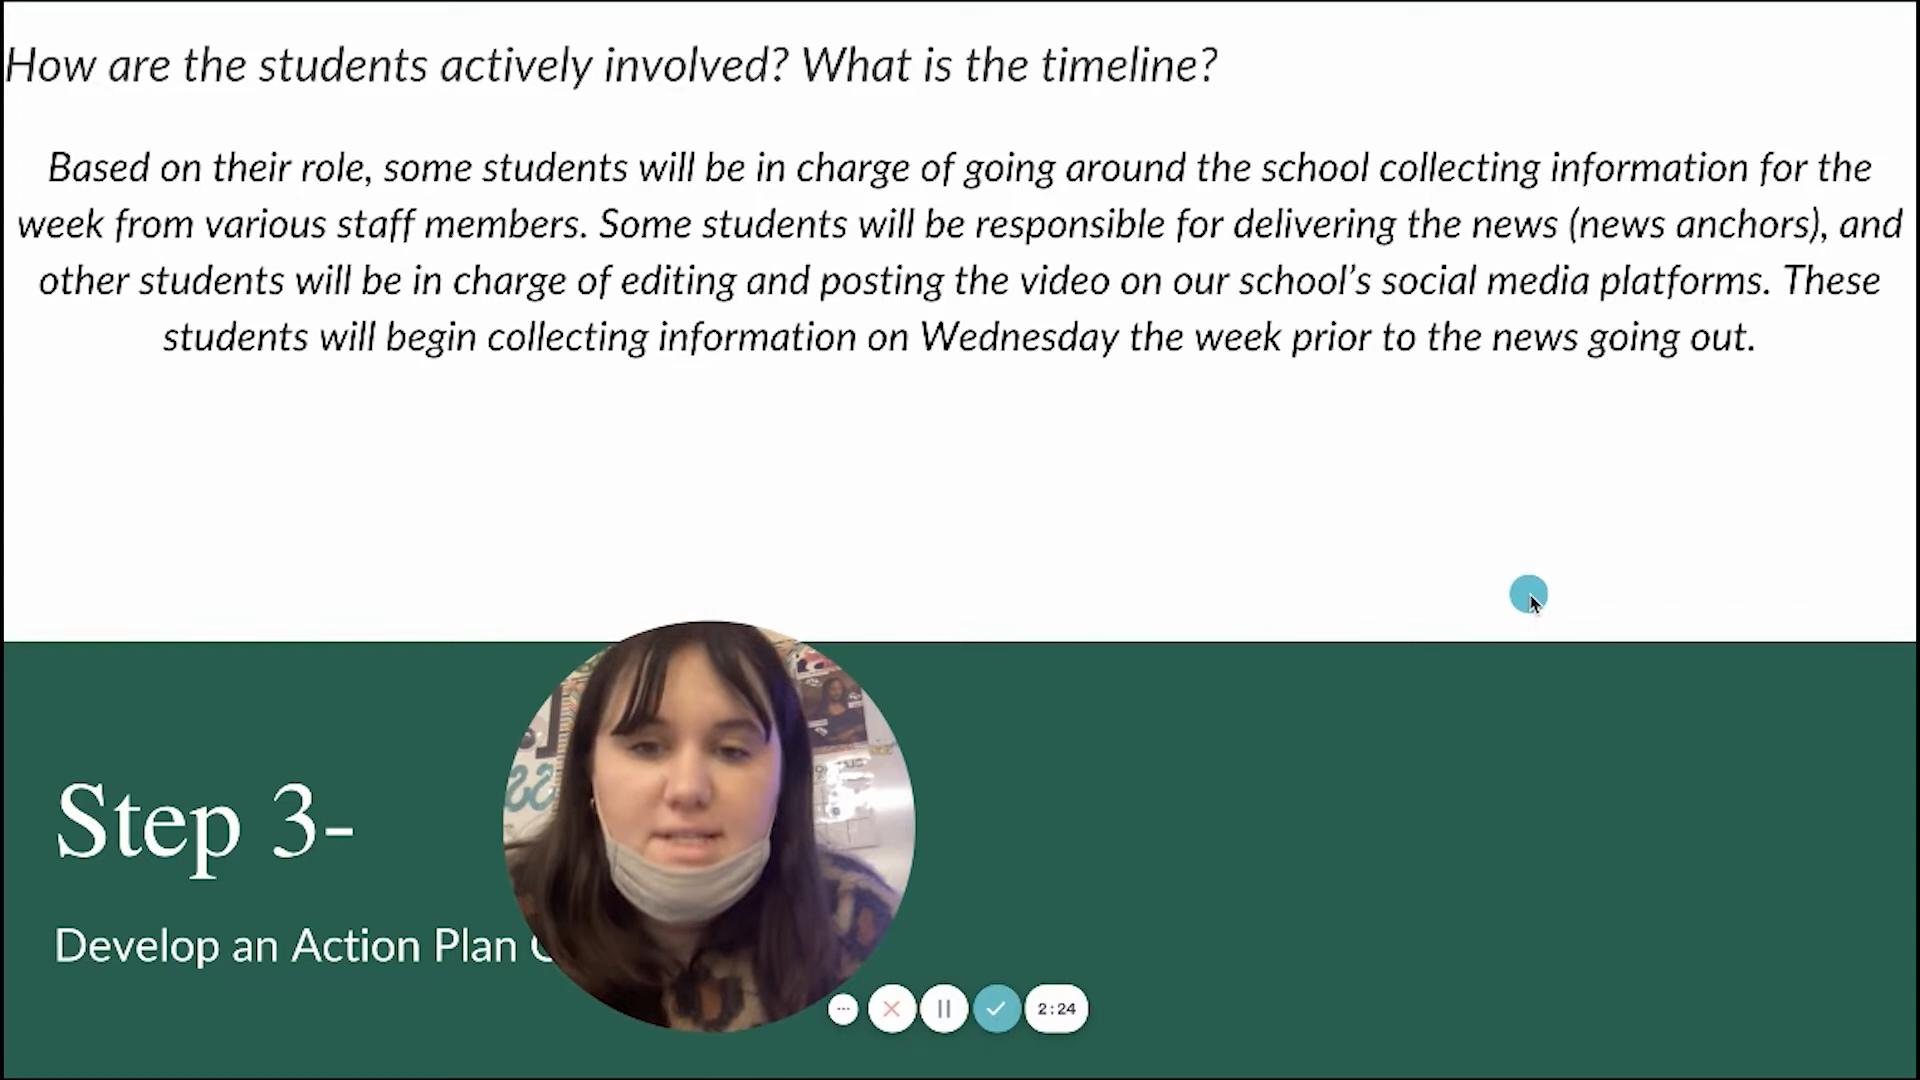 How are the students actively involved? What is the timeline?
Based on their role, some students will be in charge of going around the school collecting information for the
week from various staff members. Some students will be responsible for delivering the news (news anchors), and
other students will be in charge of editing and posting the video on our school’s social media platforms. These
students will begin collecting information on Wednesday the week prior to the news going out.
Step 3-
Develop an Action Plan
2:24